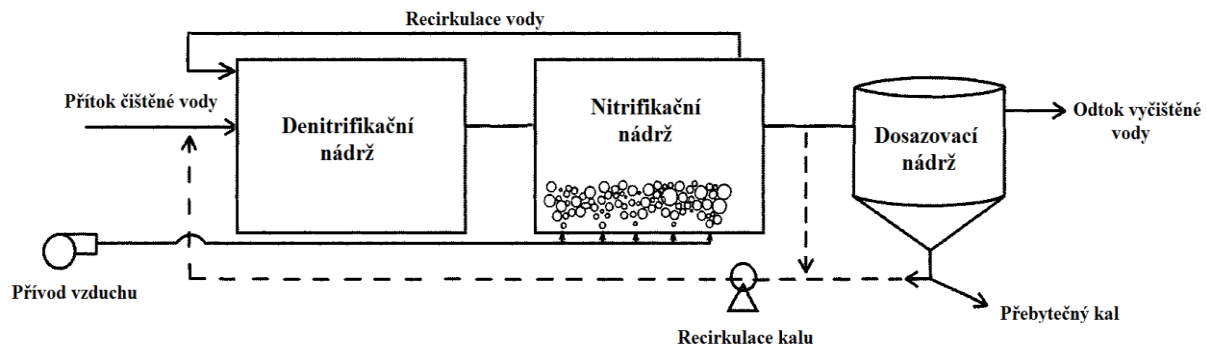 Recirkulace vody
Přítok čištěné vody
Denitrifikační
nádrž
Nitrifikační
nádrž
Dosazovací
nádrž
Odtok vyčištěné
vody
Přívod vzduchu
Recirkulace kalu
Přebytečný kal